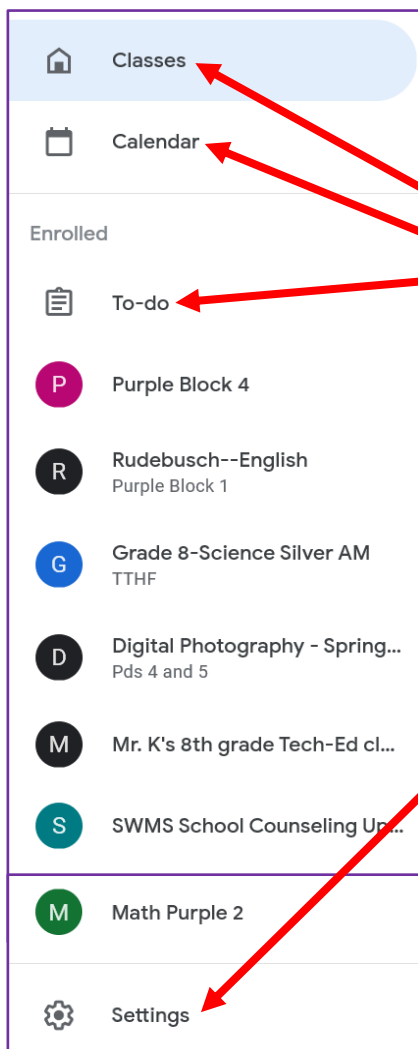 Classes
Calendar
Enrolled
To-do
P Purple Block 4
R Rudebusch--English
Purple Block 1
G Grade 8-Science Silver AM
TTHF
D Digital Photography - Spring...
Pds 4 and 5
M Mr. K's 8th grade Tech-Ed cl...
S SWMS School Counseling Up...
M Math Purple 2
Settings